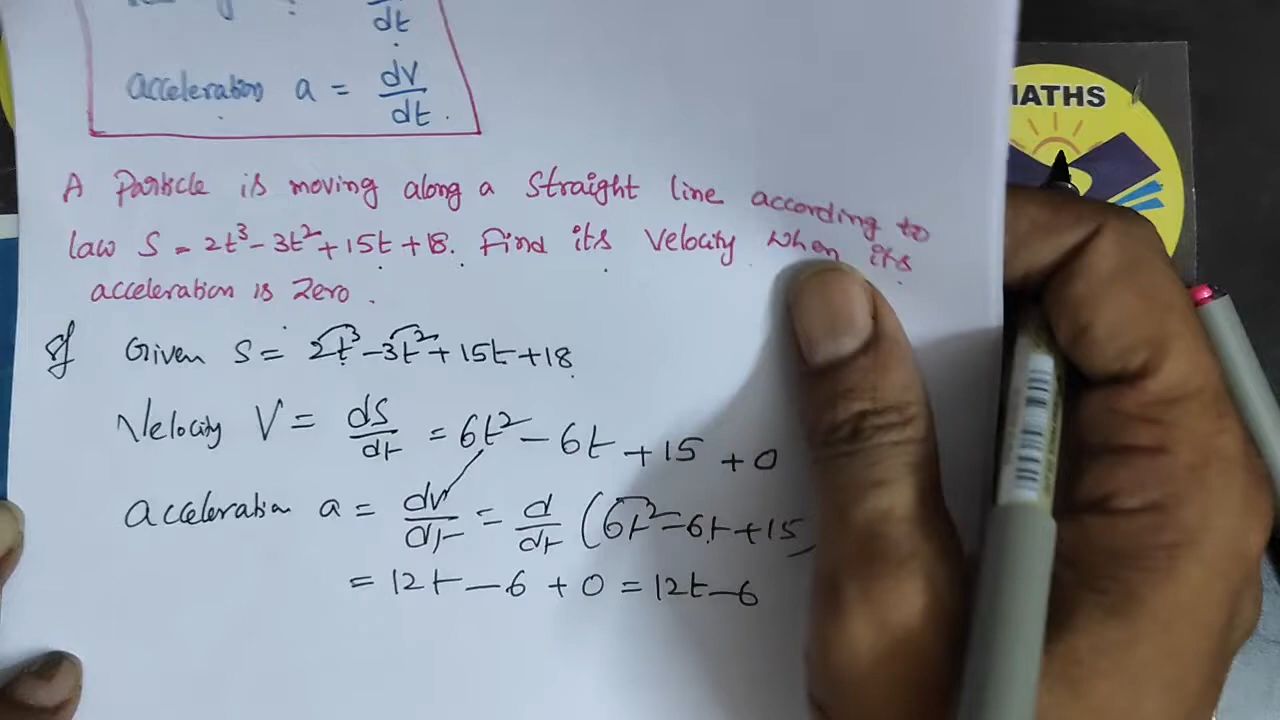 dt
acceleration a = dv/dt.
A Particle is moving along a straight line according to
law S = 2t³ - 3t² + 15t + 18. Find its velocity when its
acceleration is Zero.
Given S = 2t³ - 3t² + 15t + 18
Velocity V = dS/dt = 6t² - 6t + 15 + 0
acceleration a = dv/dt = d/dt (6t² - 6t + 15
= 12t - 6 + 0 = 12t - 6
MATHS